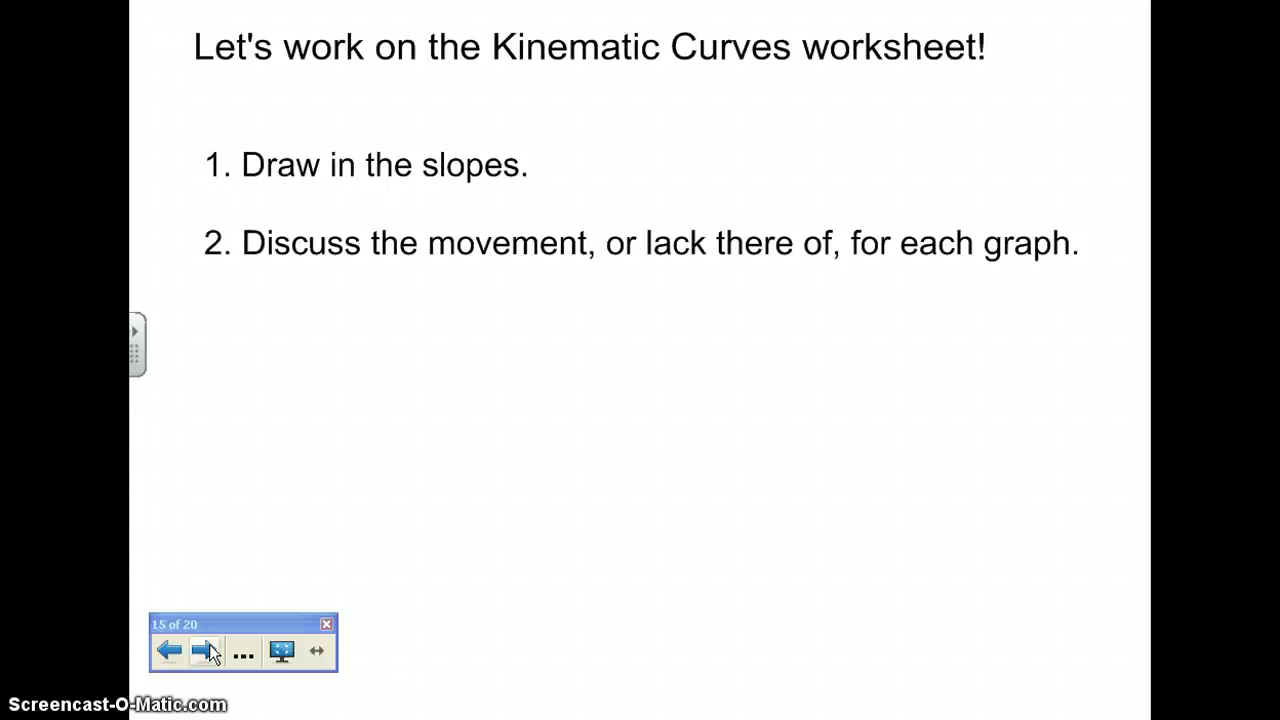 Let's work on the Kinematic Curves worksheet!
1. Draw in the slopes.
2. Discuss the movement, or lack there of, for each graph.
15 of 20
...
Screencast-O-Matic.com